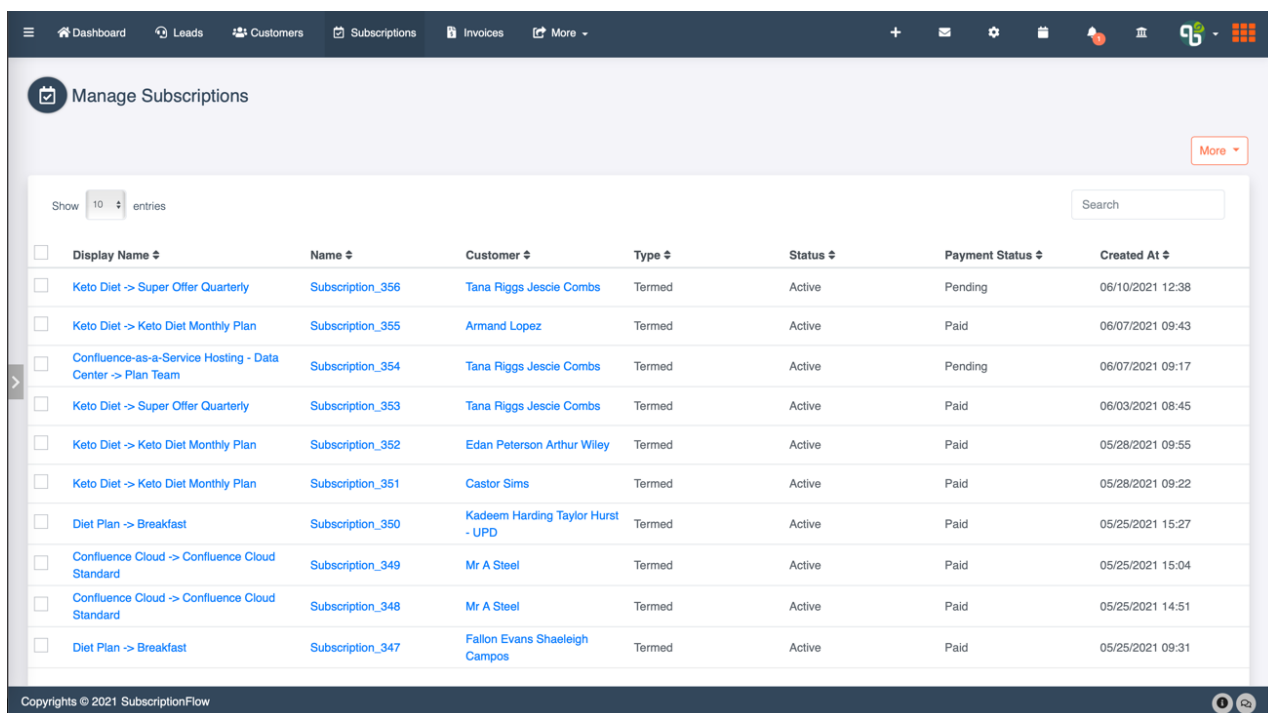 Dashboard Leads Customers Subscriptions Invoices More
1
Manage Subscriptions
More
Show 10 entries Search
Display Name Name Customer Type Status Payment Status Created At
Keto Diet -> Super Offer Quarterly Subscription_356 Tana Riggs Jescie Combs Termed Active Pending 06/10/2021 12:38
Keto Diet -> Keto Diet Monthly Plan Subscription_355 Armand Lopez Termed Active Paid 06/07/2021 09:43
Confluence-as-a-Service Hosting - Data
Center -> Plan Team Subscription_354 Tana Riggs Jescie Combs Termed Active Pending 06/07/2021 09:17
Keto Diet -> Super Offer Quarterly Subscription_353 Tana Riggs Jescie Combs Termed Active Paid 06/03/2021 08:45
Keto Diet -> Keto Diet Monthly Plan Subscription_352 Edan Peterson Arthur Wiley Termed Active Paid 05/28/2021 09:55
Keto Diet -> Keto Diet Monthly Plan Subscription_351 Castor Sims Termed Active Paid 05/28/2021 09:22
Diet Plan -> Breakfast Subscription_350 Kadeem Harding Taylor Hurst
- UPD Termed Active Paid 05/25/2021 15:27
Confluence Cloud -> Confluence Cloud
Standard Subscription_349 Mr A Steel Termed Active Paid 05/25/2021 15:04
Confluence Cloud -> Confluence Cloud
Standard Subscription_348 Mr A Steel Termed Active Paid 05/25/2021 14:51
Diet Plan -> Breakfast Subscription_347 Fallon Evans Shaeleigh
Campos Termed Active Paid 05/25/2021 09:31
Copyrights © 2021 SubscriptionFlow